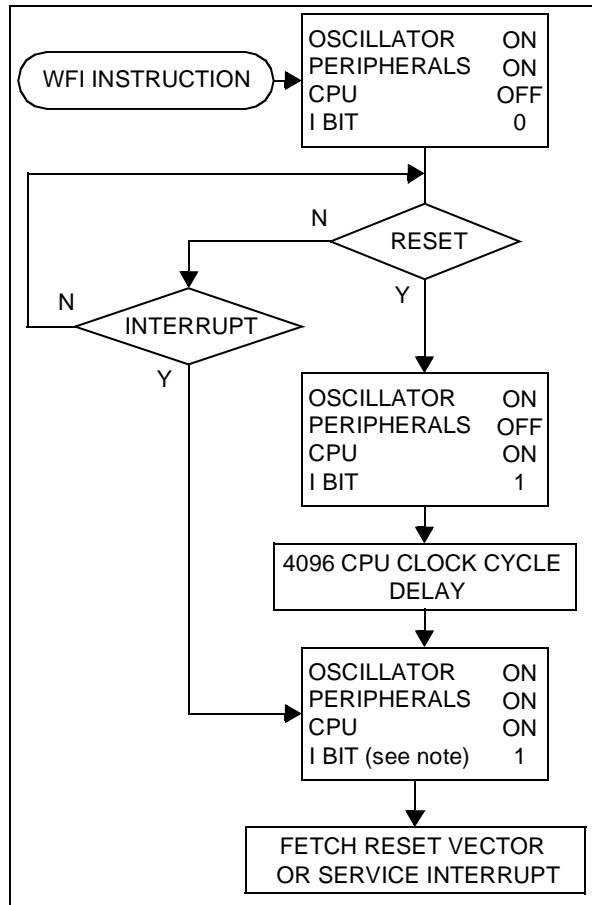 WFI INSTRUCTION
OSCILLATOR ON
PERIPHERALS ON
CPU OFF
I BIT 0
N
RESET
Y
N
INTERRUPT
Y
OSCILLATOR ON
PERIPHERALS OFF
CPU ON
I BIT 1
4096 CPU CLOCK CYCLE
DELAY
OSCILLATOR ON
PERIPHERALS ON
CPU ON
I BIT (see note) 1
FETCH RESET VECTOR
OR SERVICE INTERRUPT